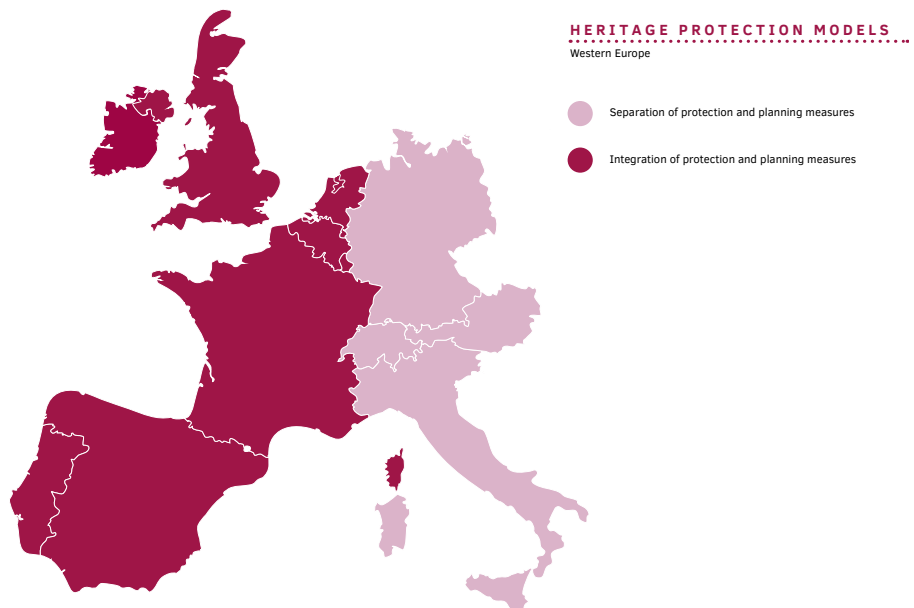 HERITAGE PROTECTION MODELS
Western Europe
Separation of protection and planning measures
Integration of protection and planning measures